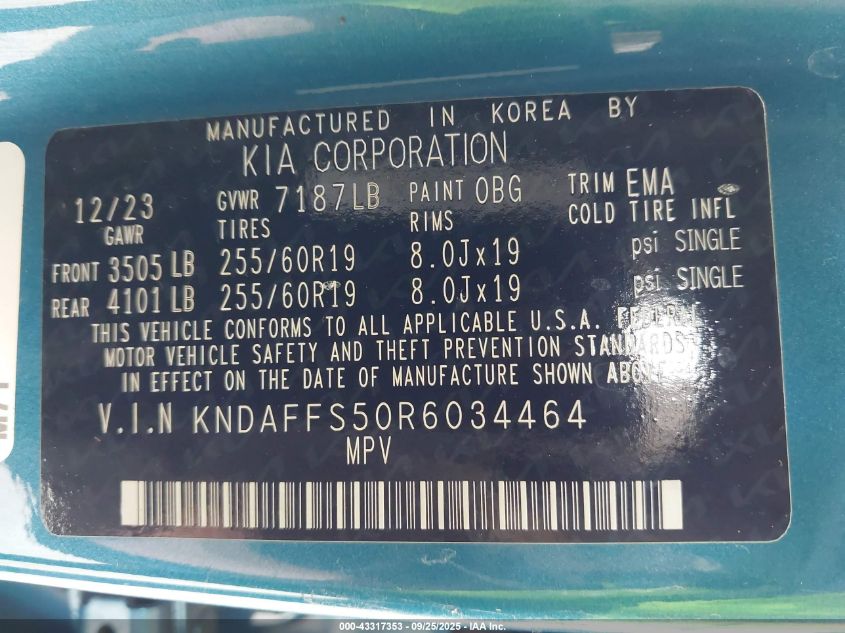 MANUFACTURED IN KOREA BY
KIA CORPORATION
12/23 GVWR 7187LB PAINT OBG TRIM EMA
GAWR TIRES RIMS COLD TIRE INFL
FRONT 3505 LB 255/60R19 8.0Jx19 psi SINGLE
REAR 4101 LB 255/60R19 8.0Jx19 psi SINGLE
THIS VEHICLE CONFORMS TO ALL APPLICABLE U.S.A. FEDERAL
MOTOR VEHICLE SAFETY AND THEFT PREVENTION STANDARDS
IN EFFECT ON THE DATE OF MANUFACTURE SHOWN ABOVE
V.I.N KNDAFFS50R6034464
MPV
000-43317353 - 09/25/2025 - IAA Inc.